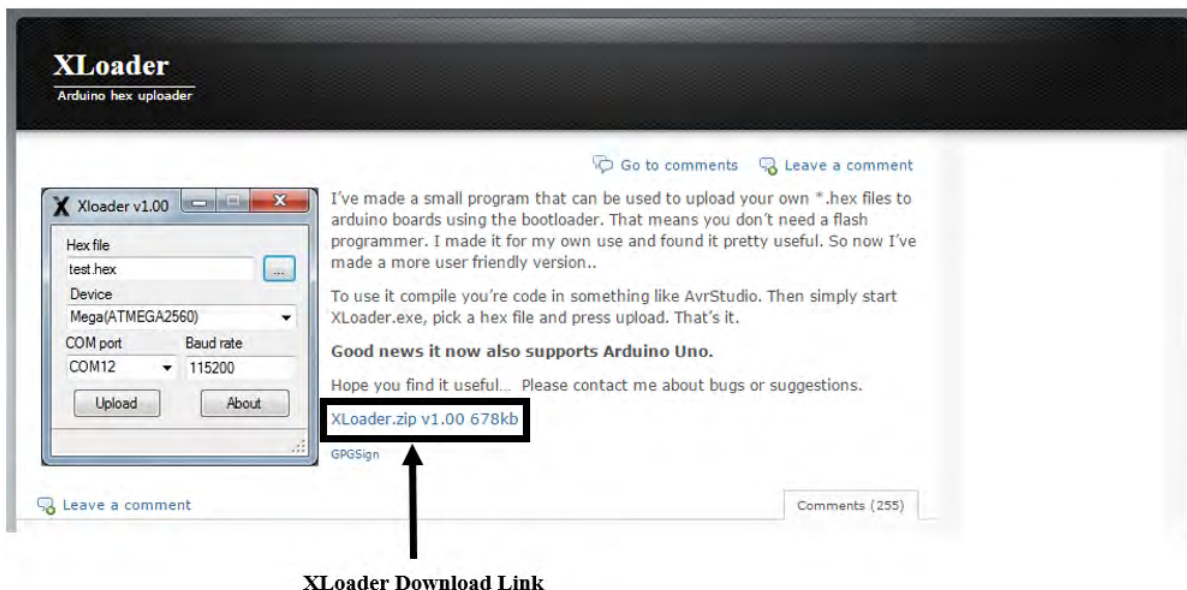 XLoader
Arduino hex uploader
Go to comments
Leave a comment
X Xloader v1.00
Hex file
test.hex
...
Device
Mega(ATMEGA2560)
COM port
Baud rate
COM12
115200
Upload
About
I've made a small program that can be used to upload your own *.hex files to
arduino boards using the bootloader. That means you don't need a flash
programmer. I made it for my own use and found it pretty useful. So now I've
made a more user friendly version..
To use it compile you're code in something like AvrStudio. Then simply start
XLoader.exe, pick a hex file and press upload. That's it.
Good news it now also supports Arduino Uno.
Hope you find it useful... Please contact me about bugs or suggestions.
XLoader.zip v1.00 678kb
GPGSign
Leave a comment
Comments (255)
XLoader Download Link